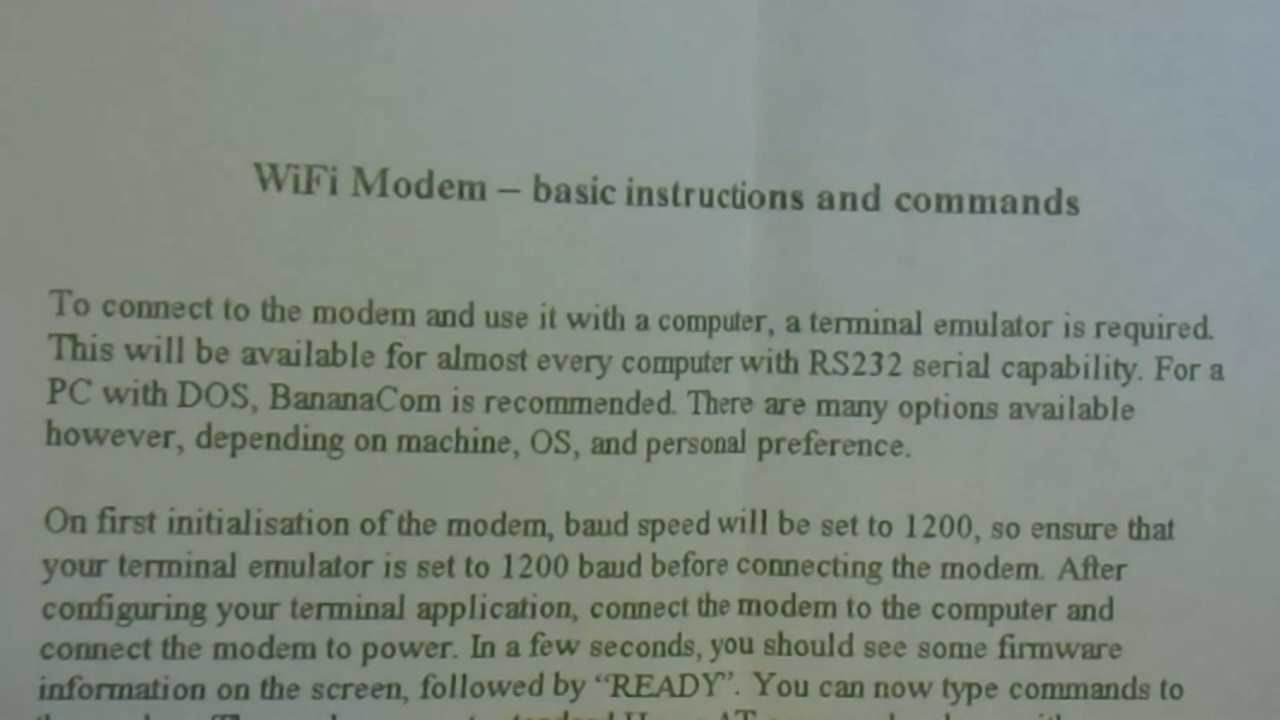 WiFi Modem – basic instructions and commands
To connect to the modem and use it with a computer, a terminal emulator is required.
This will be available for almost every computer with RS232 serial capability. For a
PC with DOS, BananaCom is recommended. There are many options available
however, depending on machine, OS, and personal preference.
On first initialisation of the modem, baud speed will be set to 1200, so ensure that
your terminal emulator is set to 1200 baud before connecting the modem. After
configuring your terminal application, connect the modem to the computer and
connect the modem to power. In a few seconds, you should see some firmware
information on the screen, followed by “READY”. You can now type commands to